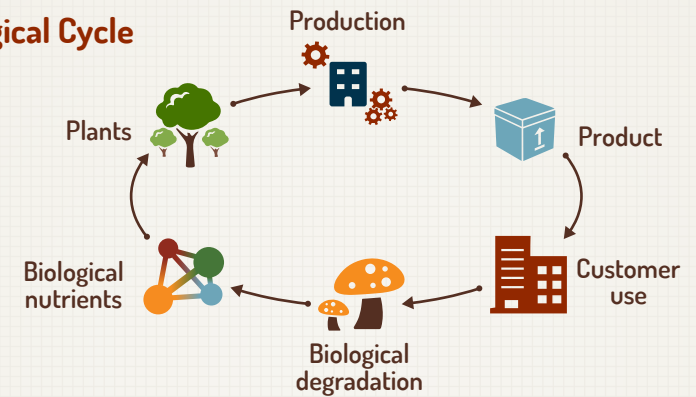 gical Cycle
Production
Plants
Product
Biological
nutrients
Customer
use
Biological
degradation